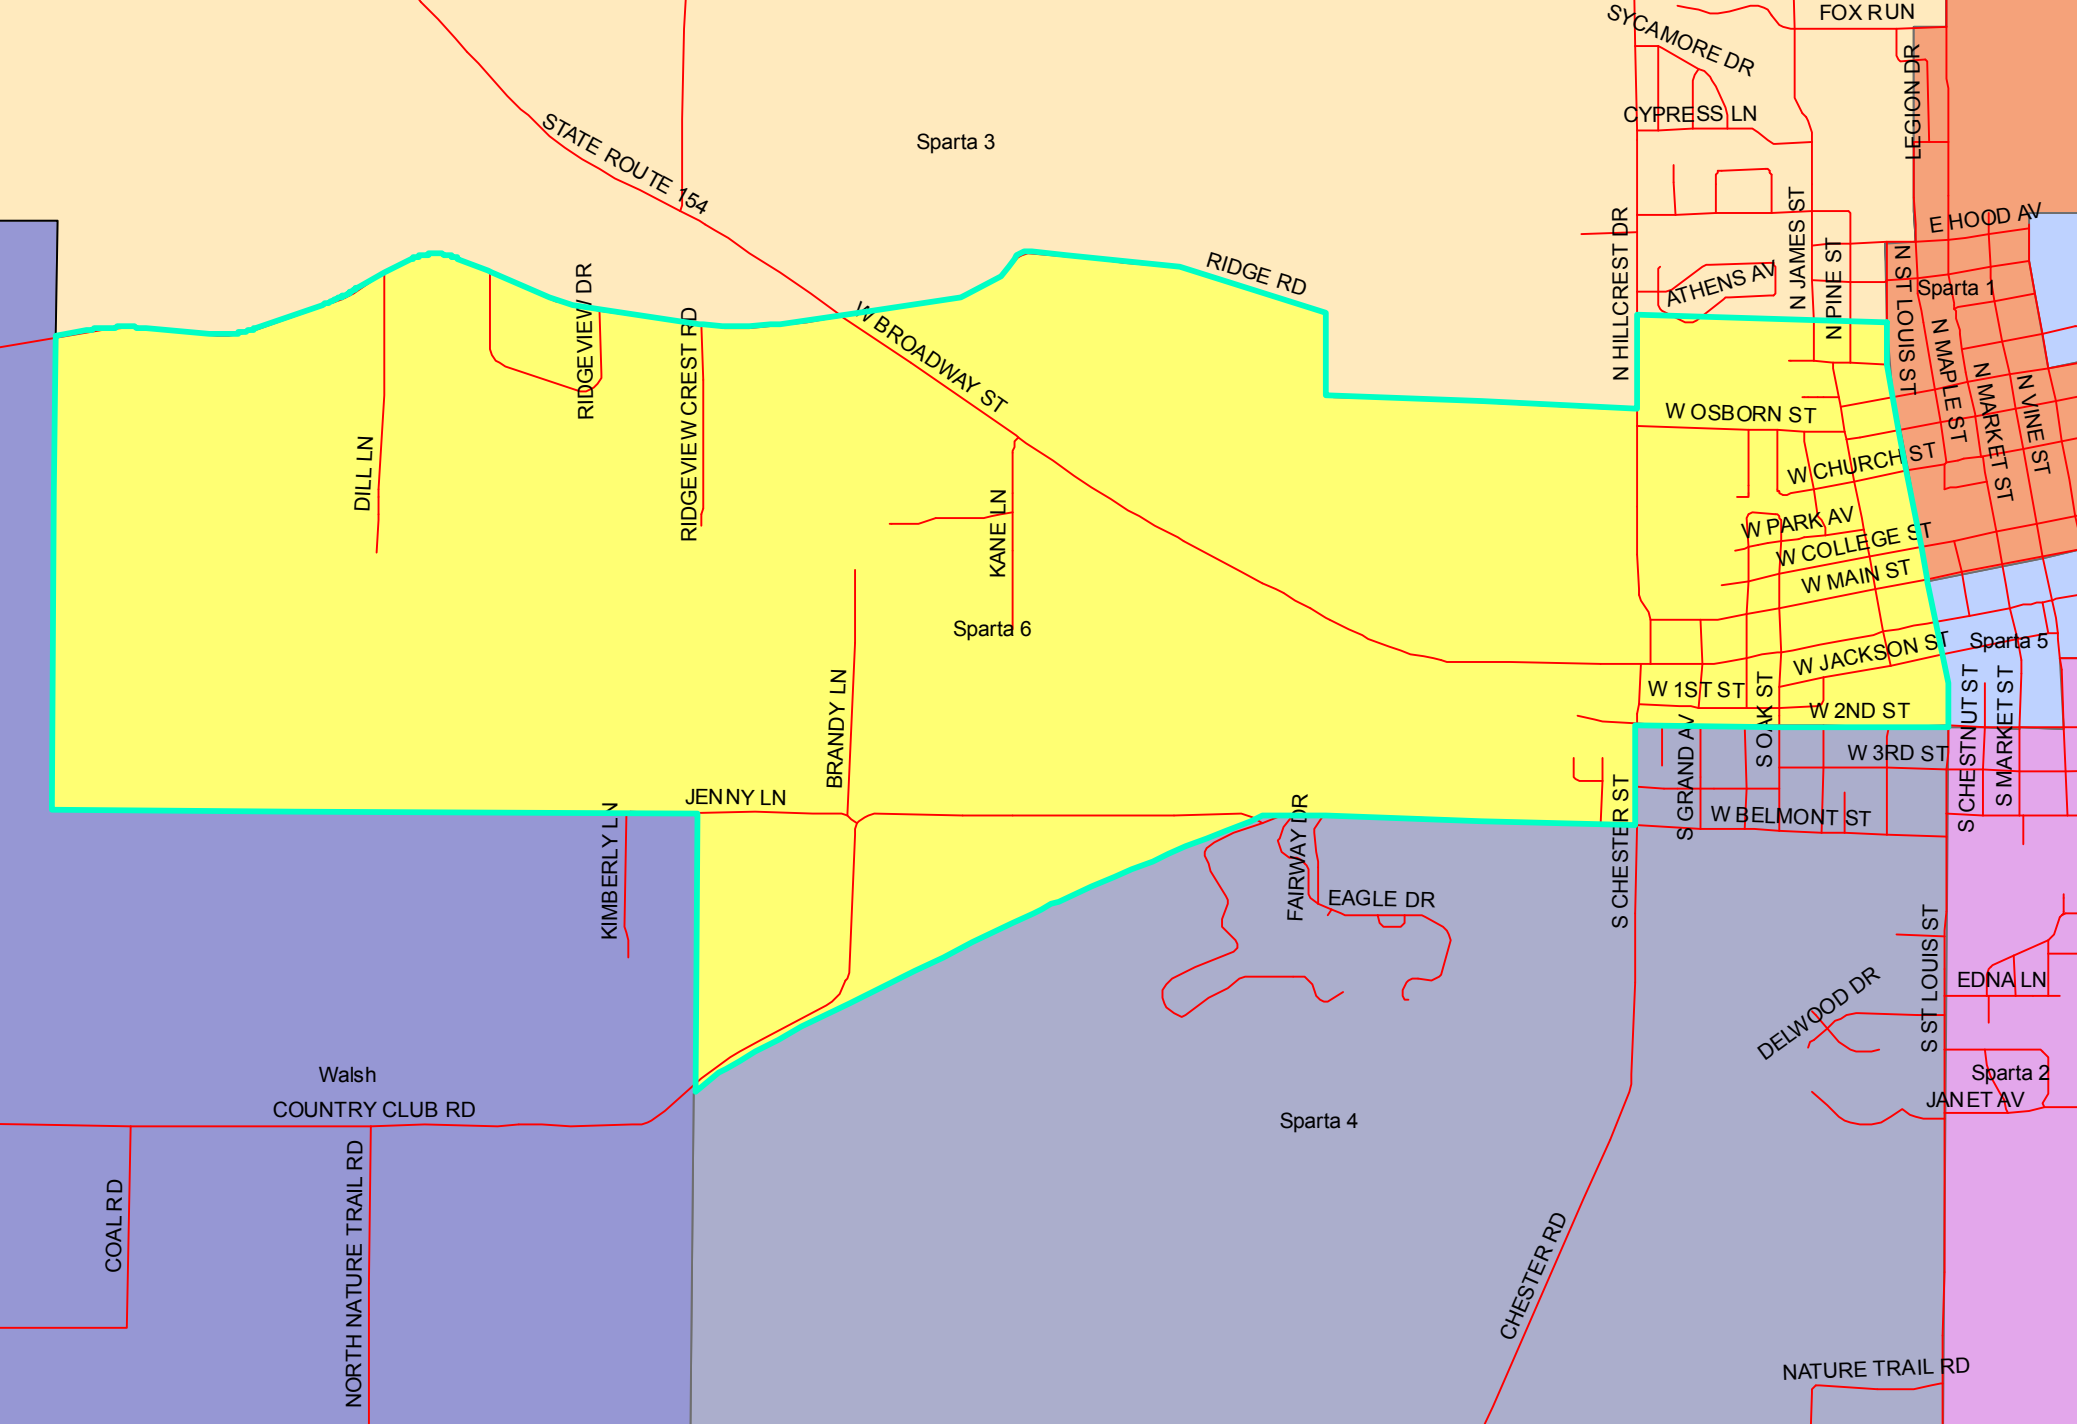 FOX RUN
SYCAMORE DR
LEGION DR
CYPRESS LN
STATE ROUTE 154
Sparta 3
E HOOD AV
N HILLCREST DR
N JAMES ST
N PINE ST
N ST LOUIS ST
RIDGE RD
ATHENS AV
Sparta 1
RIDGEVIEW DR
RIDGEVIEW CREST RD
W BROADWAY ST
N MAPLE ST
N MARKET ST
N VINE ST
W OSBORN ST
DILL LN
W CHURCH ST
KANE LN
W PARK AV
W COLLEGE ST
W MAIN ST
Sparta 6
Sparta 5
W JACKSON ST
BRANDY LN
W 1ST ST
S OAK ST
W 2ND ST
S CHESTNUT ST
S MARKET ST
S GRAND AV
W 3RD ST
JENNY LN
KIMBERLY LN
FAIRWAY DR
S CHESTER ST
W BELMONT ST
EAGLE DR
S ST LOUIS ST
EDNA LN
DELWOOD DR
Walsh
Sparta 2
COUNTRY CLUB RD
JANET AV
Sparta 4
COAL RD
NORTH NATURE TRAIL RD
CHESTER RD
NATURE TRAIL RD